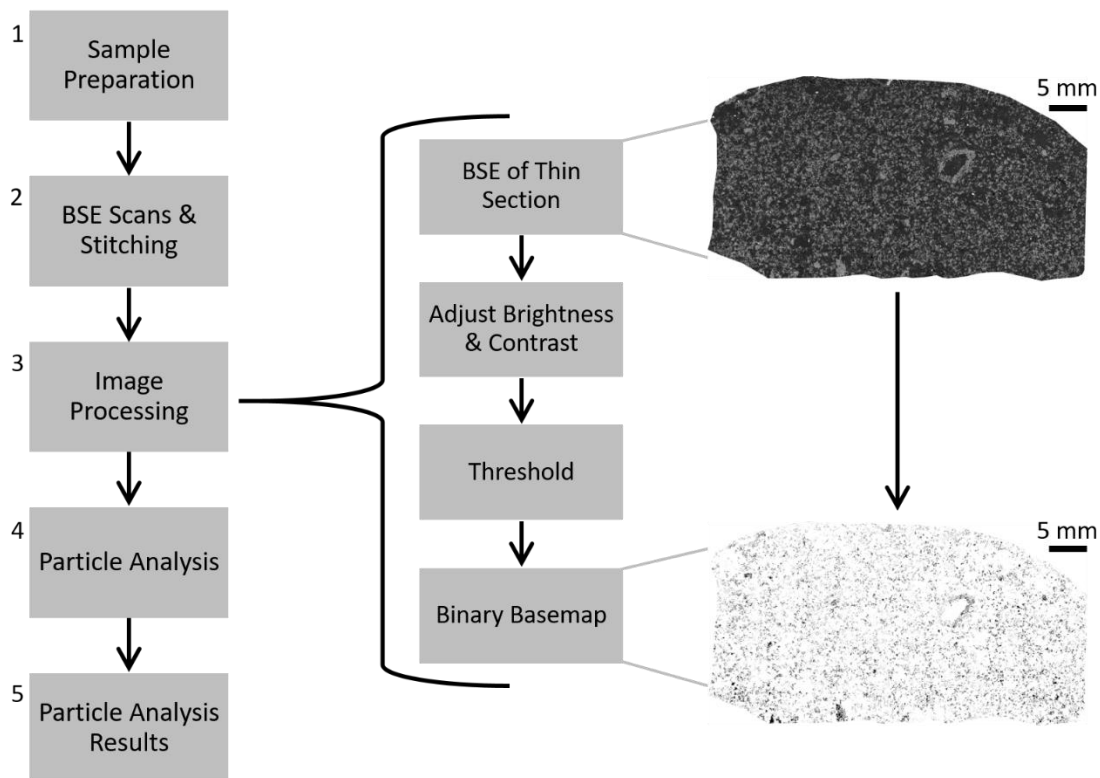 1
Sample
Preparation
2
BSE Scans &
Stitching
3
Image
Processing
4
Particle Analysis
5
Particle Analysis
Results
BSE of Thin
Section
Adjust Brightness
& Contrast
Threshold
Binary Basemap
5 mm
5 mm